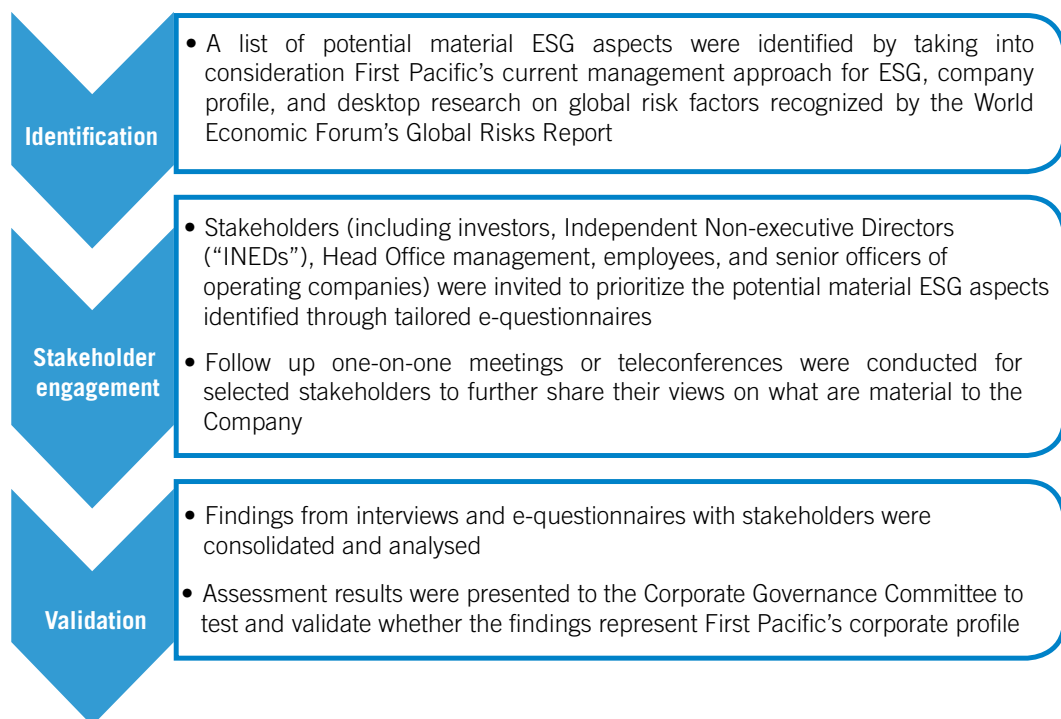 Identification
• A list of potential material ESG aspects were identified by taking into
consideration First Pacific's current management approach for ESG, company
profile, and desktop research on global risk factors recognized by the World
Economic Forum's Global Risks Report
Stakeholder
engagement
• Stakeholders (including investors, Independent Non-executive Directors
(“INEDs”), Head Office management, employees, and senior officers of
operating companies) were invited to prioritize the potential material ESG aspects
identified through tailored e-questionnaires
• Follow up one-on-one meetings or teleconferences were conducted for
selected stakeholders to further share their views on what are material to the
Company
Validation
• Findings from interviews and e-questionnaires with stakeholders were
consolidated and analysed
• Assessment results were presented to the Corporate Governance Committee to
test and validate whether the findings represent First Pacific's corporate profile